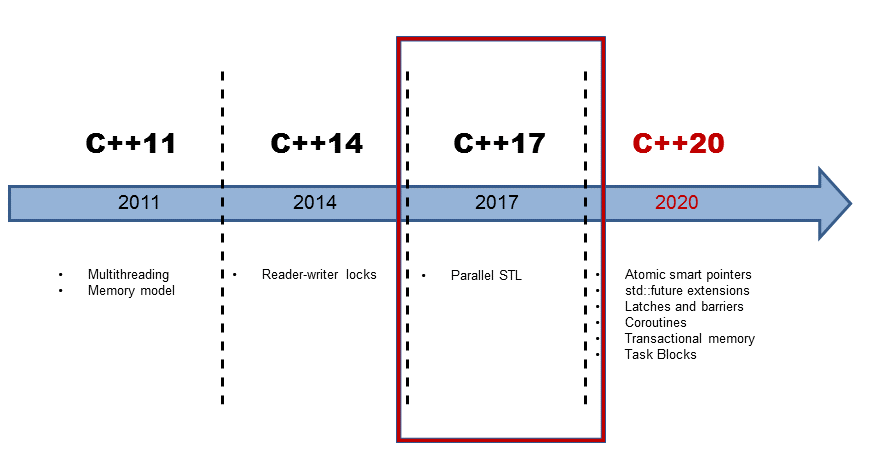 C++11
C++14
C++17
C++20
2011
2014
2017
2020
• Multithreading
• Memory model
• Reader-writer locks
• Parallel STL
• Atomic smart pointers
• std::future extensions
• Latches and barriers
• Coroutines
• Transactional memory
• Task Blocks